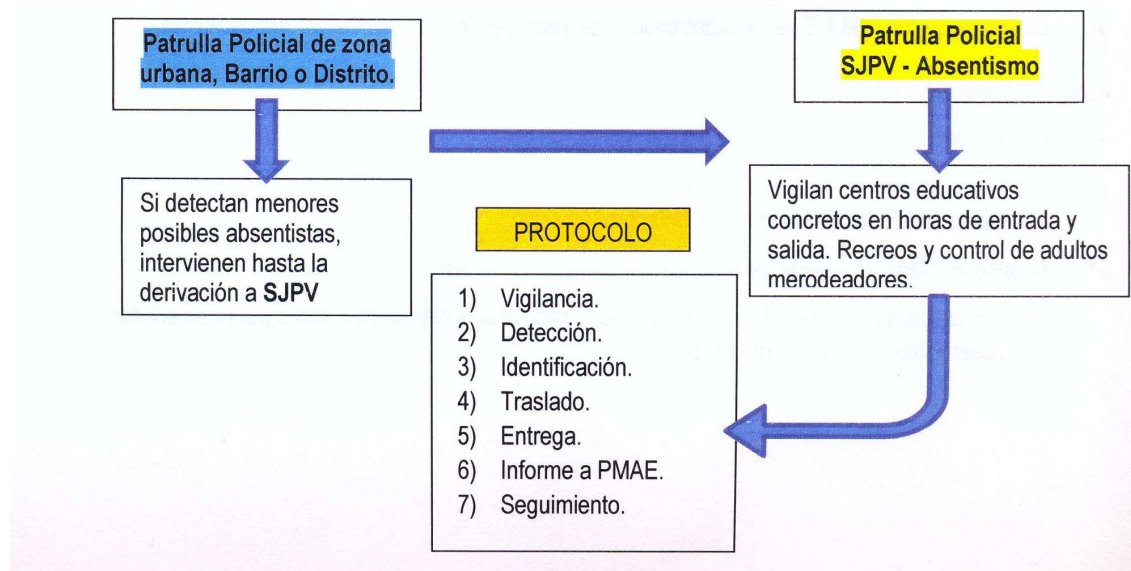 Patrulla Policial de zona
urbana, Barrio o Distrito.
Patrulla Policial
SJPV - Absentismo
Si detectan menores
posibles absentistas,
intervienen hasta la
derivación a SJPV
Vigilan centros educativos
concretos en horas de entrada y
salida. Recreos y control de adultos
merodeadores.
PROTOCOLO
1) Vigilancia.
2) Detección.
3) Identificación.
4) Traslado.
5) Entrega.
6) Informe a PMAE.
7) Seguimiento.